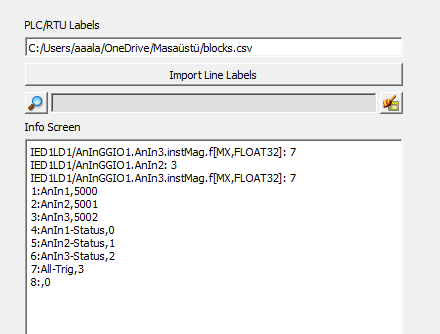 PLC/RTU Labels
C:/Users/aaala/OneDrive/Masaüstü/blocks.csv
Import Line Labels
Info Screen
IED1LD1/AnInGGIO1.AnIn3.instMag.f[MX,FLOAT32]: 7
IED1LD1/AnInGGIO1.AnIn2: 3
IED1LD1/AnInGGIO1.AnIn3.instMag.f[MX,FLOAT32]: 7
1:AnIn1,5000
2:AnIn2,5001
3:AnIn3,5002
4:AnIn1-Status,0
5:AnIn2-Status,1
6:AnIn3-Status,2
7:All-Trig,3
8:,0